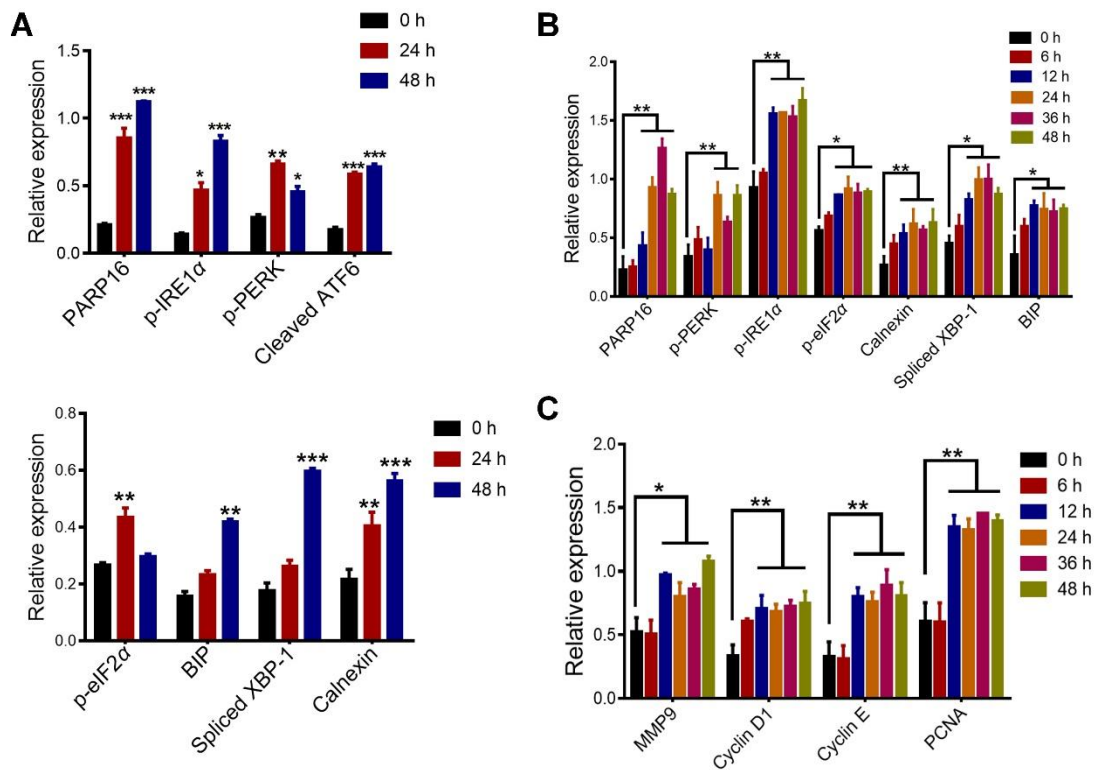 A
0 h
24 h
48 h
Relative expression
1.5
1.0
0.5
0.0
***
***
*
***
**
*
***
***
PARP16
p-IRE1α
p-PERK
Cleaved ATF6
0 h
24 h
48 h
Relative expression
0.8
0.6
0.4
0.2
0.0
**
**
***
**
***
p-eIF2α
BIP
Spliced XBP-1
Calnexin
B
0 h
6 h
12 h
24 h
36 h
48 h
Relative expression
2.0
1.5
1.0
0.5
0.0
**
**
**
*
**
*
*
PARP16
p-PERK
p-IRE1α
p-eIF2α
Calnexin
Spliced XBP-1
BIP
C
0 h
6 h
12 h
24 h
36 h
48 h
Relative expression
2.0
1.5
1.0
0.5
0.0
*
**
**
**
MMP9
Cyclin D1
Cyclin E
PCNA